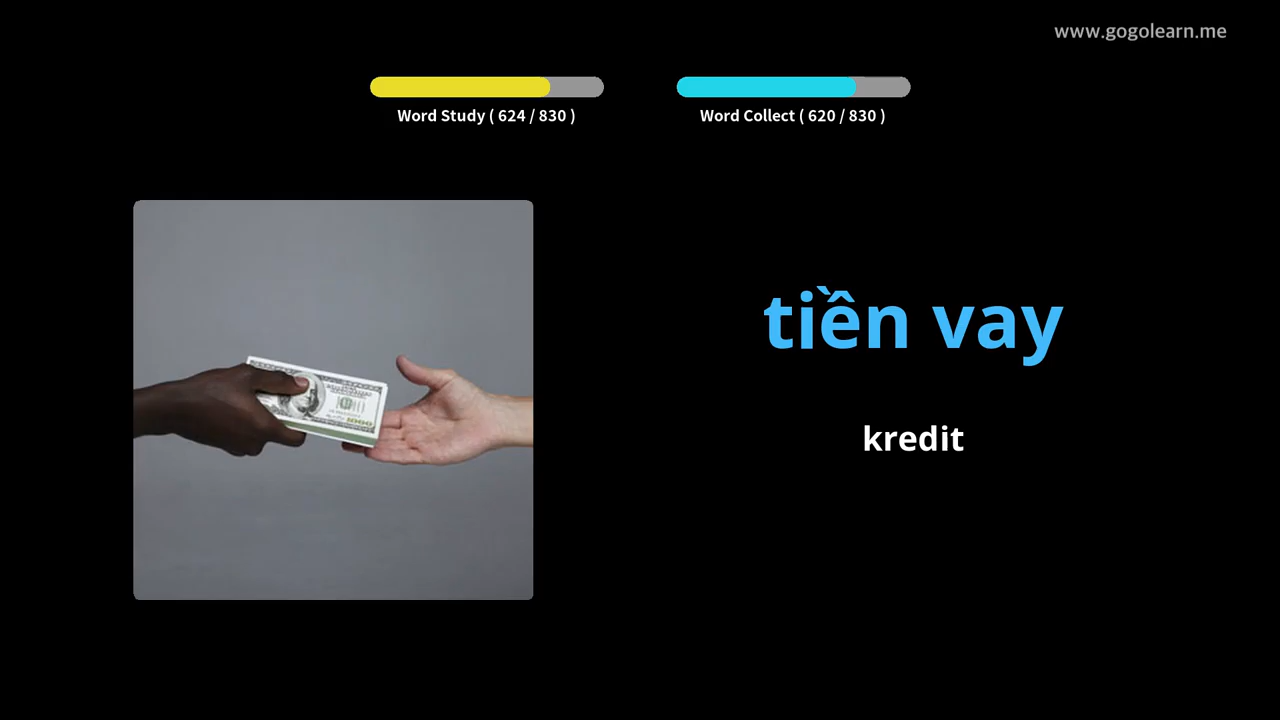 www.gogolearn.me
Word Study ( 624 / 830 )
Word Collect ( 620 / 830 )
tiền vay
kredit